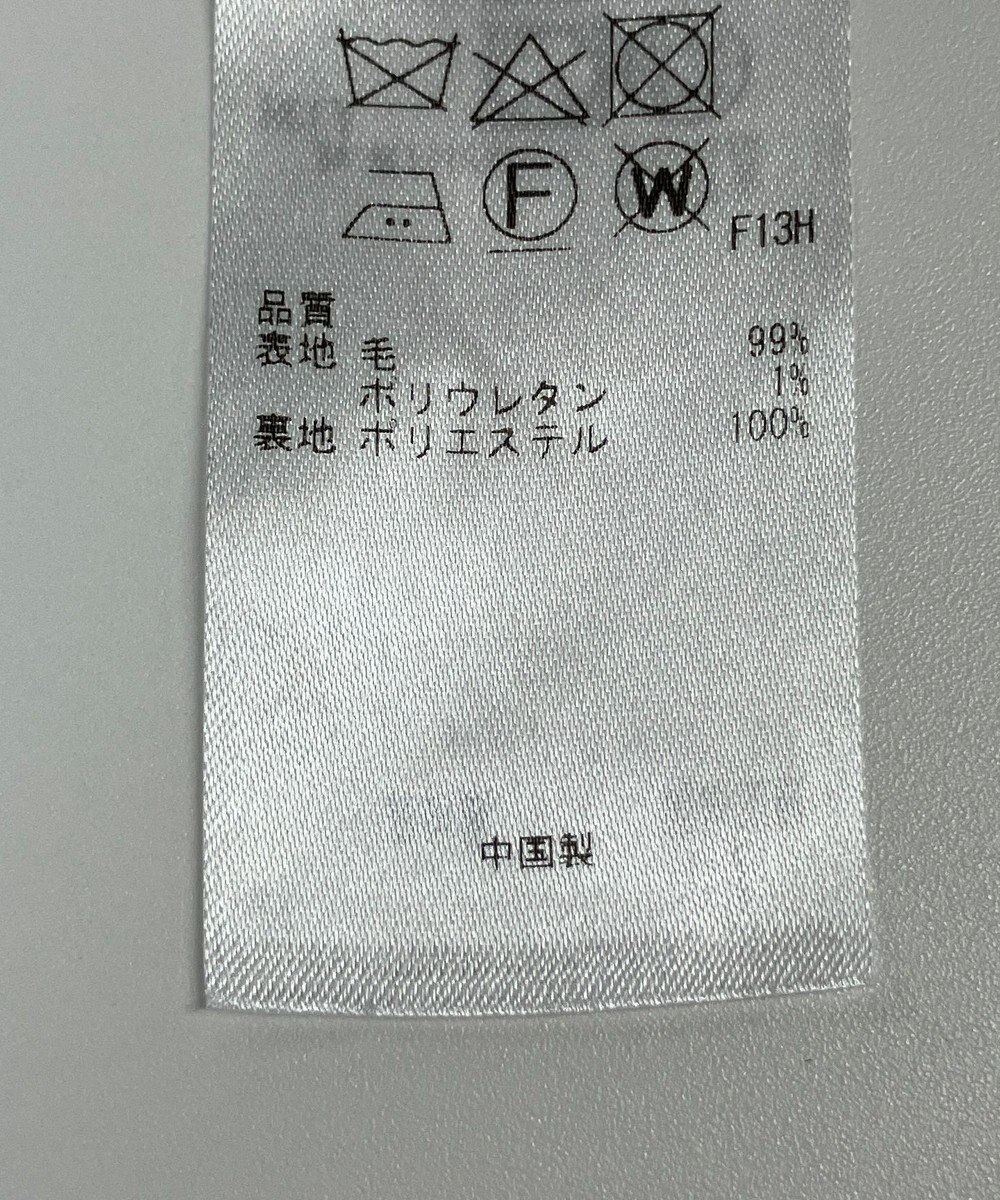 F W F13H
品質
表地 毛 99%
ポリウレタン 1%
裏地 ポリエステル 100%
中国製